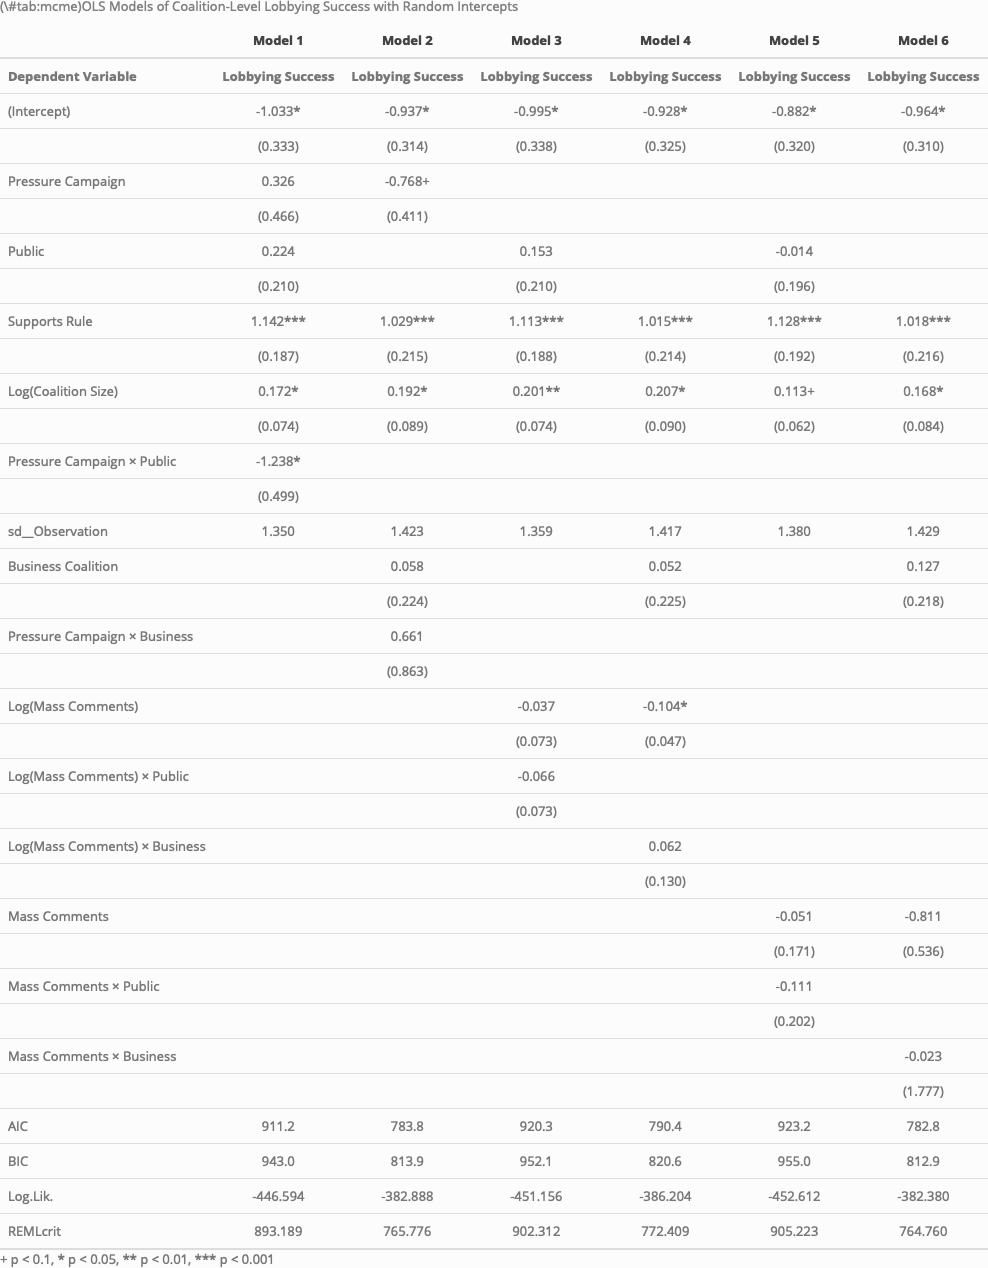 (\#tab:mcme)OLS Models of Coalition-Level Lobbying Success with Random Intercepts
Model 1 Model 2 Model 3 Model 4 Model 5 Model 6
Dependent Variable Lobbying Success Lobbying Success Lobbying Success Lobbying Success Lobbying Success Lobbying Success
(Intercept) -1.033* -0.937* -0.995* -0.928* -0.882* -0.964*
(0.333) (0.314) (0.338) (0.325) (0.320) (0.310)
Pressure Campaign 0.326 -0.768+
(0.466) (0.411)
Public 0.224 0.153 -0.014
(0.210) (0.210) (0.196)
Supports Rule 1.142*** 1.029*** 1.113*** 1.015*** 1.128*** 1.018***
(0.187) (0.215) (0.188) (0.214) (0.192) (0.216)
Log(Coalition Size) 0.172* 0.192* 0.201** 0.207* 0.113+ 0.168*
(0.074) (0.089) (0.074) (0.090) (0.062) (0.084)
Pressure Campaign × Public -1.238*
(0.499)
sd__Observation 1.350 1.423 1.359 1.417 1.380 1.429
Business Coalition 0.058 0.052 0.127
(0.224) (0.225) (0.218)
Pressure Campaign × Business 0.661
(0.863)
Log(Mass Comments) -0.037 -0.104*
(0.073) (0.047)
Log(Mass Comments) × Public -0.066
(0.073)
Log(Mass Comments) × Business 0.062
(0.130)
Mass Comments -0.051 -0.811
(0.171) (0.536)
Mass Comments × Public -0.111
(0.202)
Mass Comments × Business -0.023
(1.777)
AIC 911.2 783.8 920.3 790.4 923.2 782.8
BIC 943.0 813.9 952.1 820.6 955.0 812.9
Log.Lik. -446.594 -382.888 -451.156 -386.204 -452.612 -382.380
REMLcrit 893.189 765.776 902.312 772.409 905.223 764.760
+ p < 0.1, * p < 0.05, ** p < 0.01, *** p < 0.001